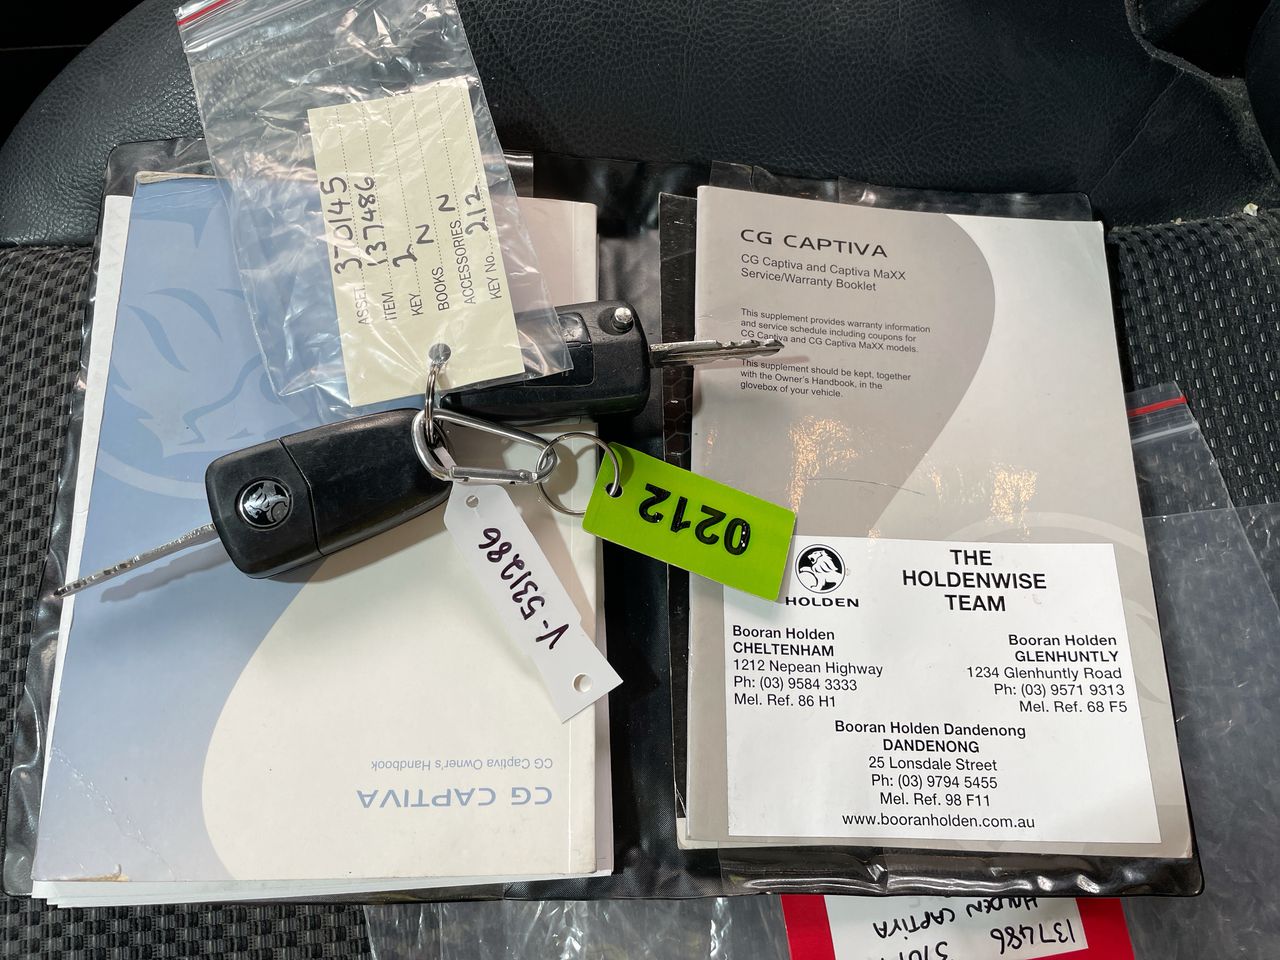 ASSET 370145
ITEM 137486
KEY 2
BOOKS N
ACCESSORIES N
KEY No. 212
CG CAPTIVA
CG Captiva and Captiva MaXX
Service/Warranty Booklet
This supplement provides warranty information
and service schedule including coupons for
CG Captiva and CG Captiva MaXX models.
This supplement should be kept, together
with the Owner's Handbook, in the
glovebox of your vehicle.
0212
V-531286
HOLDEN
THE
HOLDENWISE
TEAM
Booran Holden
CHELTENHAM
1212 Nepean Highway
Ph: (03) 9584 3333
Mel. Ref. 86 H1
Booran Holden
GLENHUNTLY
1234 Glenhuntly Road
Ph: (03) 9571 9313
Mel. Ref. 68 F5
Booran Holden Dandenong
DANDENONG
25 Lonsdale Street
Ph: (03) 9794 5455
Mel. Ref. 98 F11
www.booranholden.com.au
CG CAPTIVA
CG Captiva Owner's Handbook
137486
HOLDEN CAPTIVA